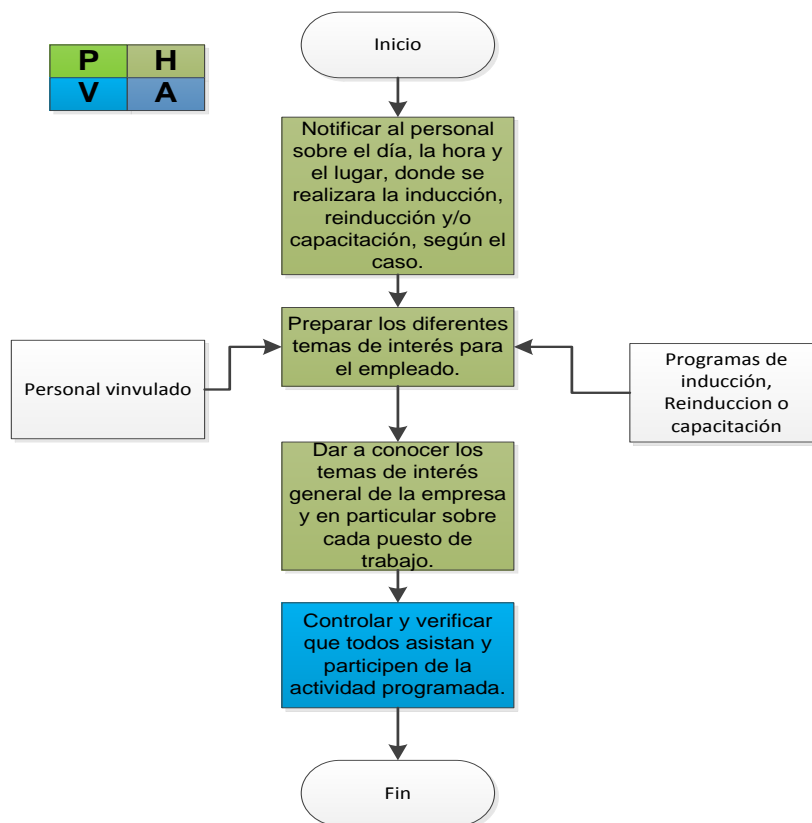 Inicio
P H
V A
Notificar al personal
sobre el día, la hora y
el lugar, donde se
realizara la inducción,
reinducción y/o
capacitación, según el
caso.
Preparar los diferentes
temas de interés para
el empleado.
Personal vinvulado
Programas de
inducción,
Reinduccion o
capacitación
Dar a conocer los
temas de interés
general de la empresa
y en particular sobre
cada puesto de
trabajo.
Controlar y verificar
que todos asistan y
participen de la
actividad programada.
Fin